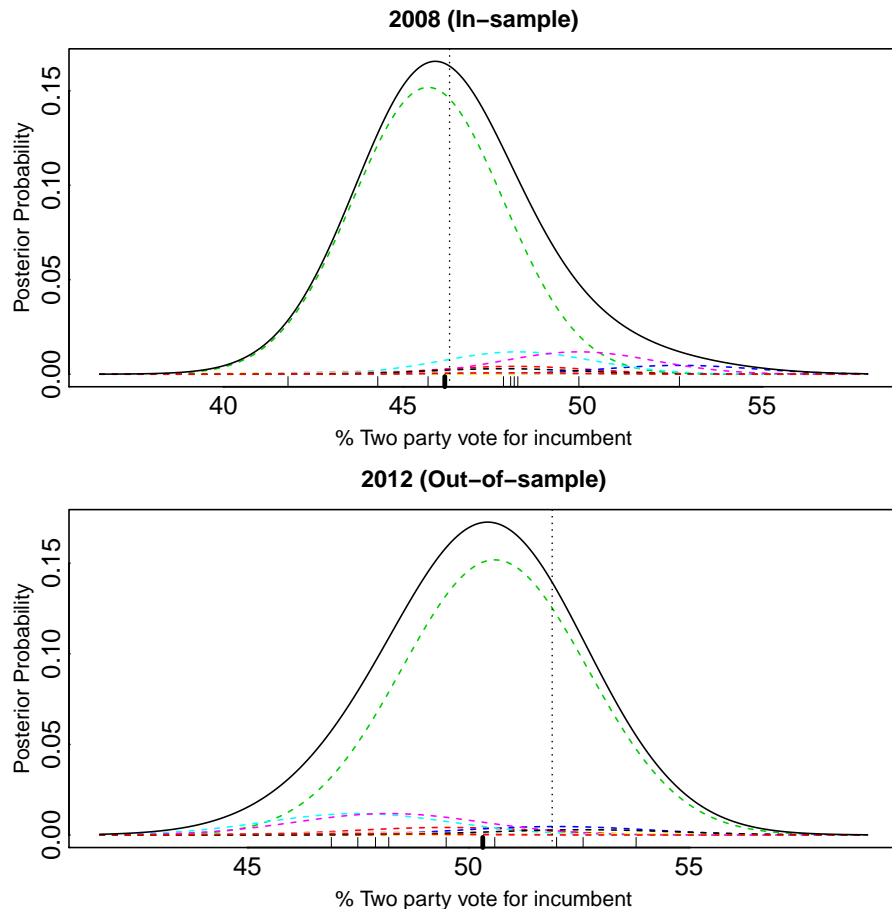 2008 (In−sample)
Posterior Probability
0.15
0.10
0.05
0.00
40 45 50 55
% Two party vote for incumbent
2012 (Out−of−sample)
Posterior Probability
0.15
0.10
0.05
0.00
45 50 55
% Two party vote for incumbent